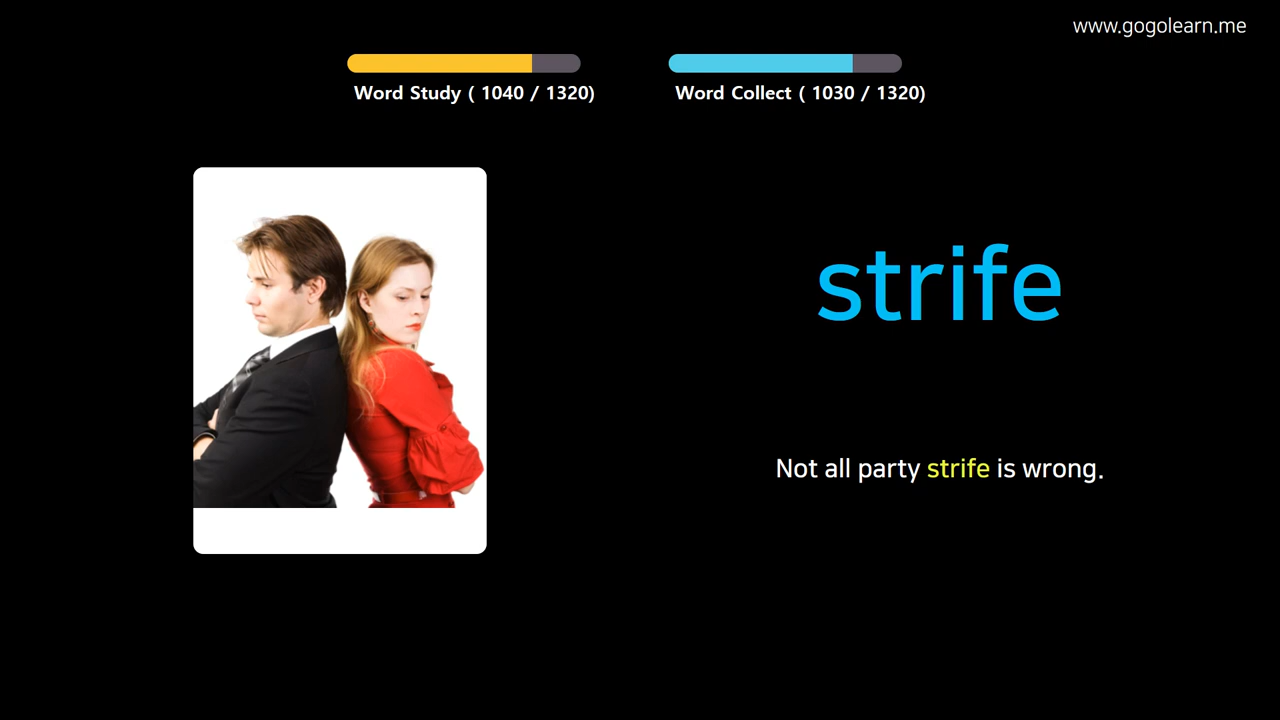 www.gogolearn.me
Word Study ( 1040 / 1320)
Word Collect ( 1030 / 1320)
strife
Not all party strife is wrong.